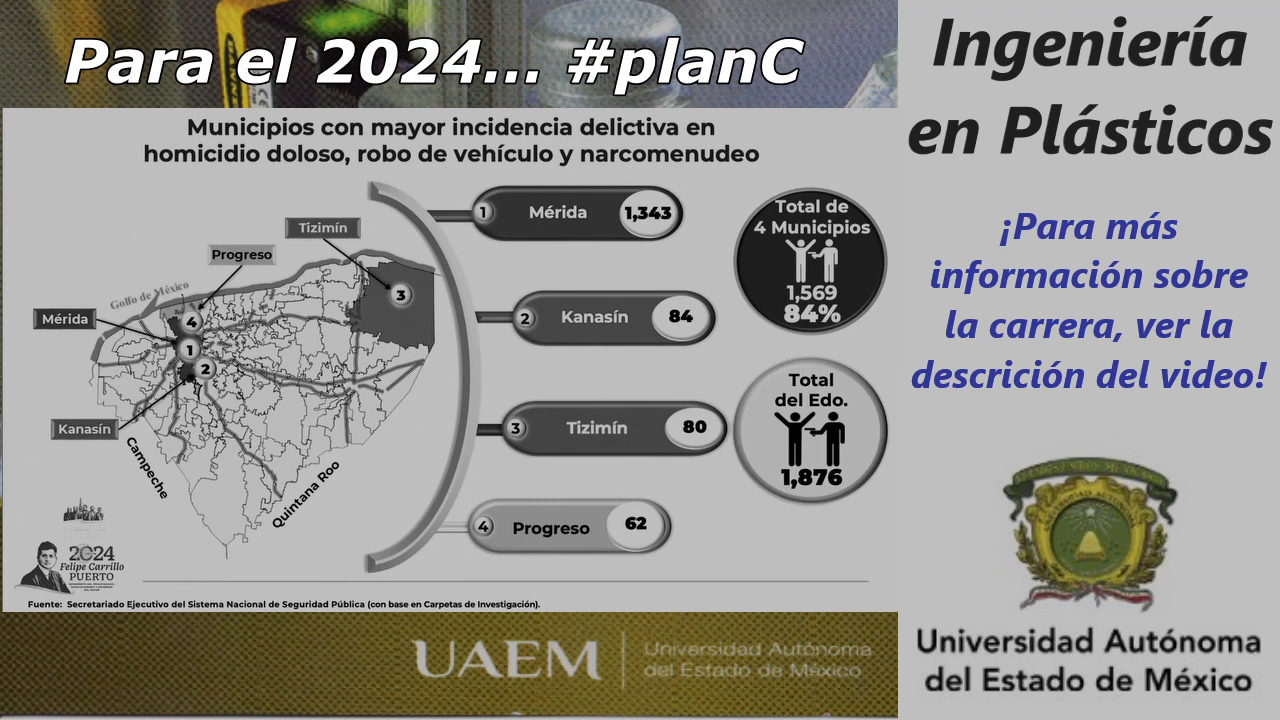 Para el 2024... #planC
Municipios con mayor incidencia delictiva en
homicidio doloso, robo de vehículo y narcomenudeo
Tizimín
Progreso
Golfo de México
Mérida
Kanasín
Campeche
Quintana Roo
1
2
3
4
1 Mérida 1,343
2 Kanasín 84
3 Tizimín 80
4 Progreso 62
Total de
4 Municipios
1,569
84%
Total
del Edo.
1,876
2024
Felipe Carrillo
PUERTO
Fuente: Secretariado Ejecutivo del Sistema Nacional de Seguridad Pública (con base en Carpetas de Investigación).
UAEM
Universidad Autónoma
del Estado de México
Ingeniería
en Plásticos
¡Para más
información sobre
la carrera, ver la
descrición del video!
Universidad Autónoma
del Estado de México